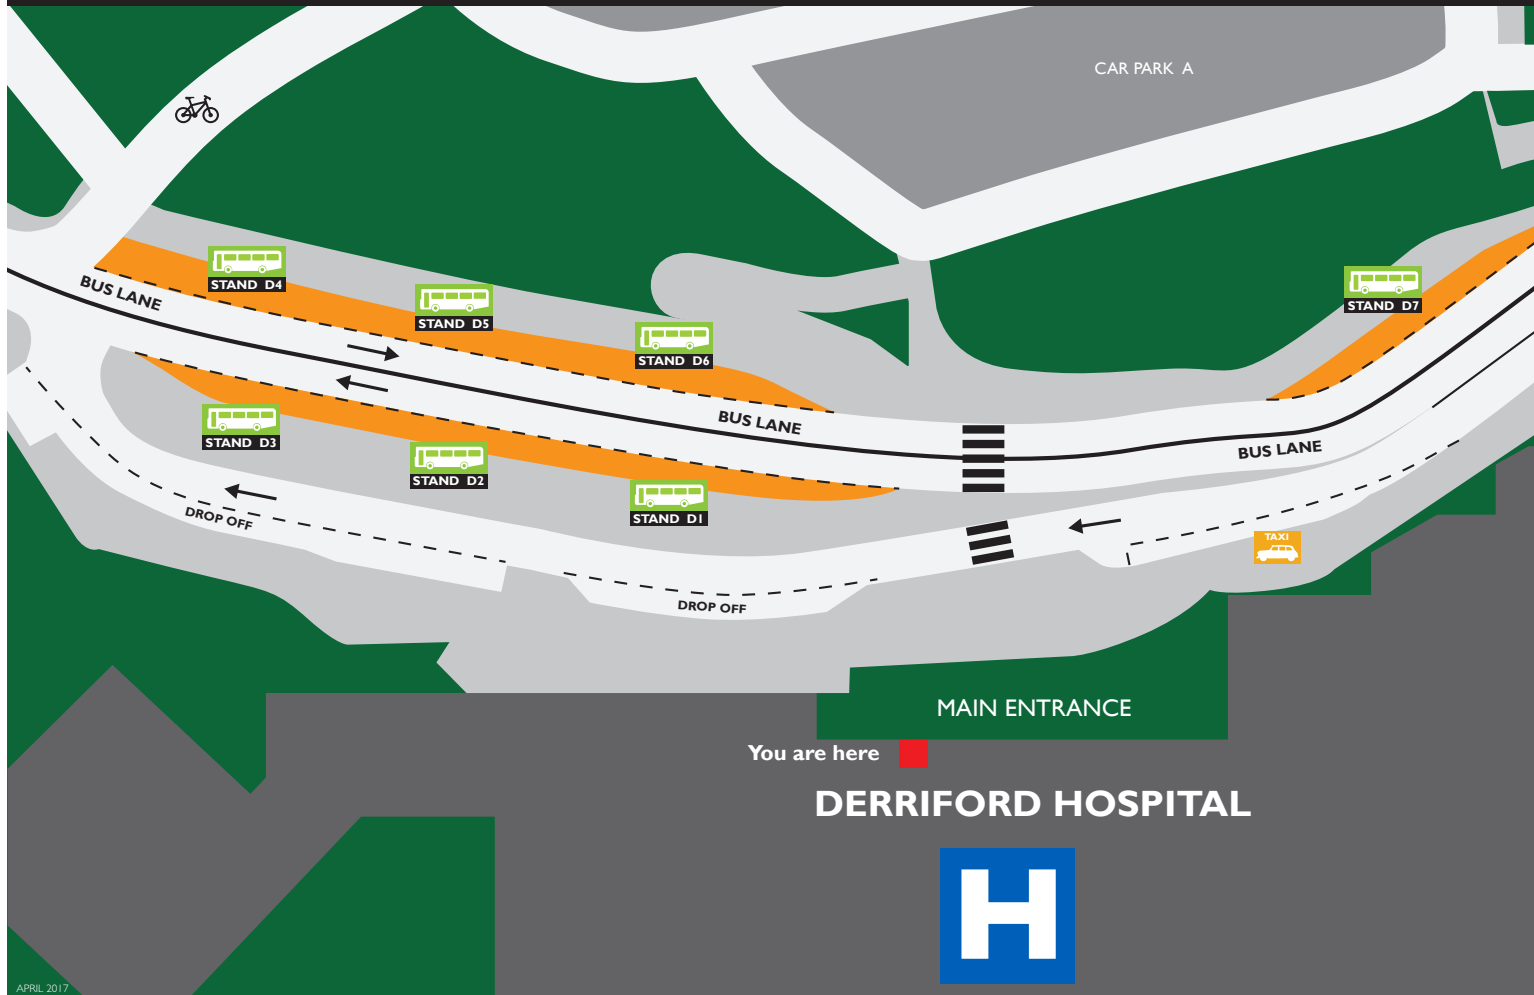 CAR PARK A
STAND D4
BUS LANE
STAND D5
STAND D7
STAND D6
BUS LANE
STAND D3
BUS LANE
STAND D2
STAND D1
DROP OFF
TAXI
DROP OFF
MAIN ENTRANCE
You are here
DERRIFORD HOSPITAL
H
APRIL 2017